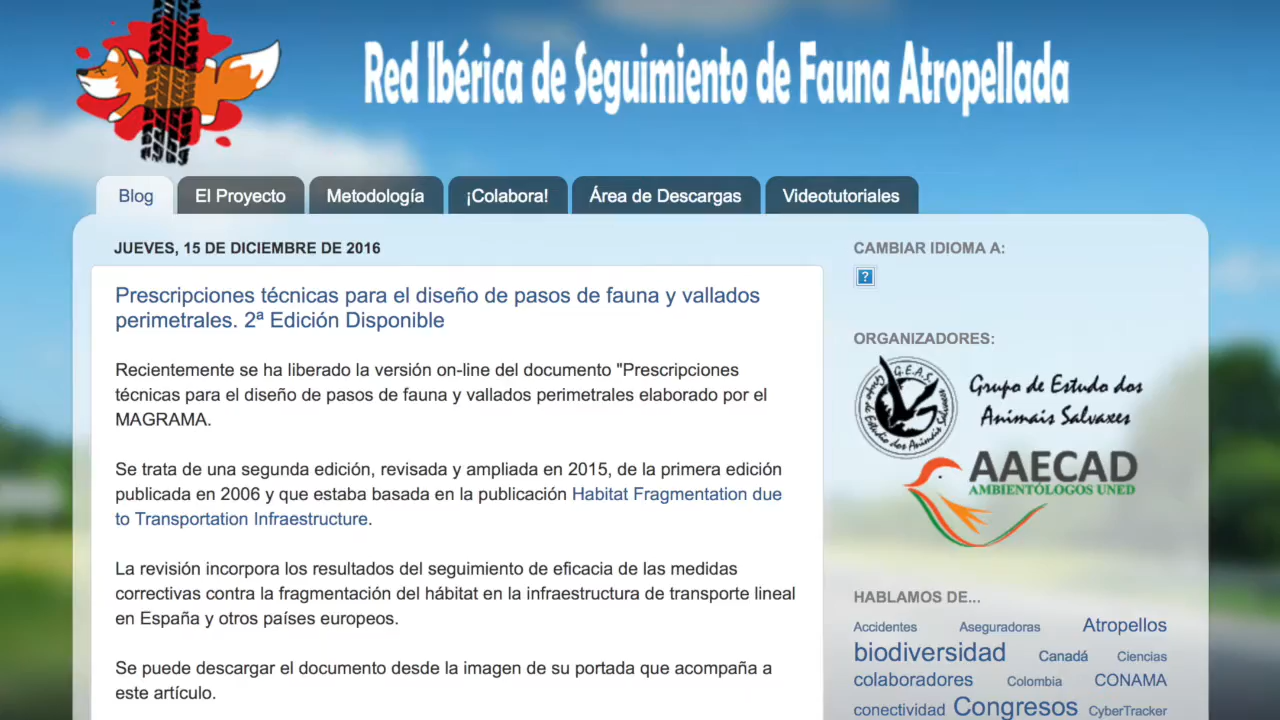 Red Ibérica de Seguimiento de Fauna Atropellada
Blog
El Proyecto
Metodología
¡Colabora!
Área de Descargas
Videotutoriales
JUEVES, 15 DE DICIEMBRE DE 2016
Prescripciones técnicas para el diseño de pasos de fauna y vallados
perimetrales. 2ª Edición Disponible
Recientemente se ha liberado la versión on-line del documento "Prescripciones
técnicas para el diseño de pasos de fauna y vallados perimetrales elaborado por el
MAGRAMA.
Se trata de una segunda edición, revisada y ampliada en 2015, de la primera edición
publicada en 2006 y que estaba basada en la publicación Habitat Fragmentation due
to Transportation Infraestructure.
La revisión incorpora los resultados del seguimiento de eficacia de las medidas
correctivas contra la fragmentación del hábitat en la infraestructura de transporte lineal
en España y otros países europeos.
Se puede descargar el documento desde la imagen de su portada que acompaña a
este artículo.
CAMBIAR IDIOMA A:
?
ORGANIZADORES:
G.E.A.S.
Grupo de Estudio dos Animais Salvaxes
Grupo de Estudo dos
Animais Salvaxes
AAECAD
AMBIENTÓLOGOS UNED
HABLAMOS DE...
Accidentes Aseguradoras Atropellos
biodiversidad Canadá Ciencias
colaboradores Colombia CONAMA
conectividad Congresos CyberTracker